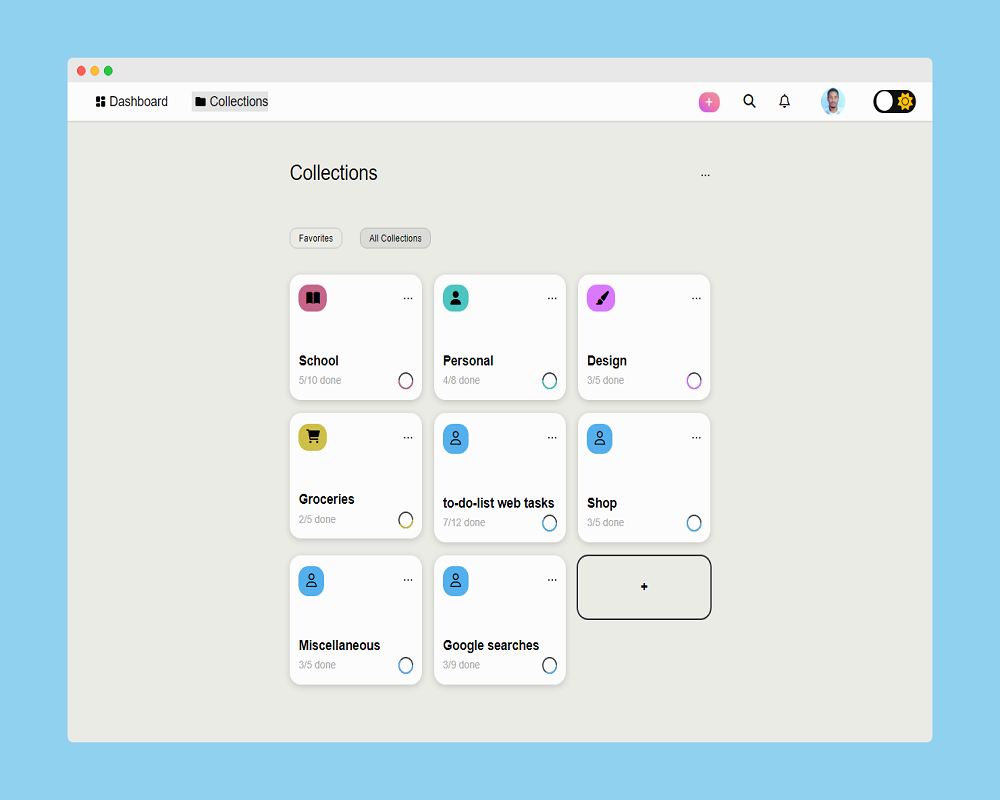 Dashboard Collections
Collections
...
Favorites All Collections
... ... ...
School Personal Design
5/10 done 4/8 done 3/5 done
... ... ...
Groceries to-do-list web tasks Shop
2/5 done 7/12 done 3/5 done
... ...
+
Miscellaneous Google searches
3/5 done 3/9 done